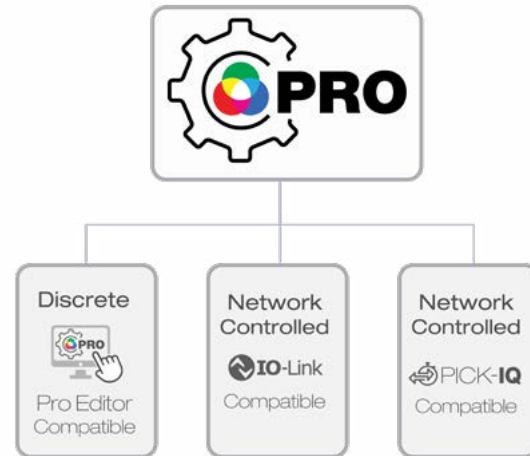 PRO
Discrete
PRO
Pro Editor
Compatible
Network
Controlled
IO-Link
Compatible
Network
Controlled
PICK-IQ
Compatible